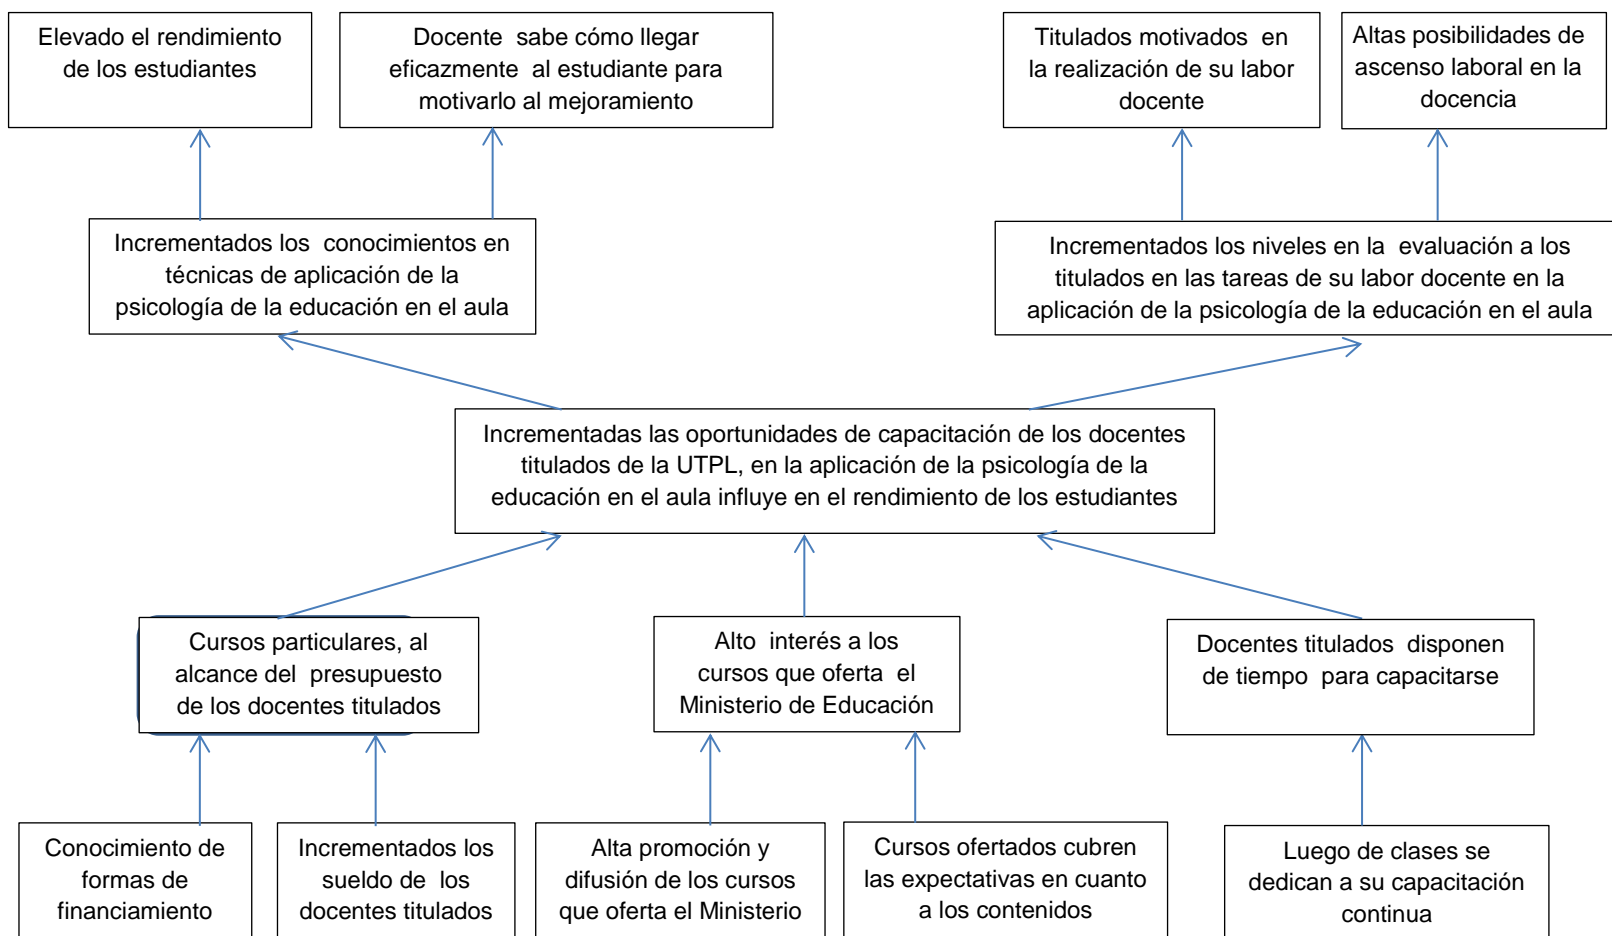 Elevado el rendimiento
de los estudiantes
Docente sabe cómo llegar
eficazmente al estudiante para
motivarlo al mejoramiento
Titulados motivados en
la realización de su labor
docente
Altas posibilidades de
ascenso laboral en la
docencia
Incrementados los conocimientos en
técnicas de aplicación de la
psicología de la educación en el aula
Incrementados los niveles en la evaluación a los
titulados en las tareas de su labor docente en la
aplicación de la psicología de la educación en el aula
Incrementadas las oportunidades de capacitación de los docentes
titulados de la UTPL, en la aplicación de la psicología de la
educación en el aula influye en el rendimiento de los estudiantes
Cursos particulares, al
alcance del presupuesto
de los docentes titulados
Alto interés a los
cursos que oferta el
Ministerio de Educación
Docentes titulados disponen
de tiempo para capacitarse
Conocimiento de
formas de
financiamiento
Incrementados los
sueldo de los
docentes titulados
Alta promoción y
difusión de los cursos
que oferta el Ministerio
Cursos ofertados cubren
las expectativas en cuanto
a los contenidos
Luego de clases se
dedican a su capacitación
continua